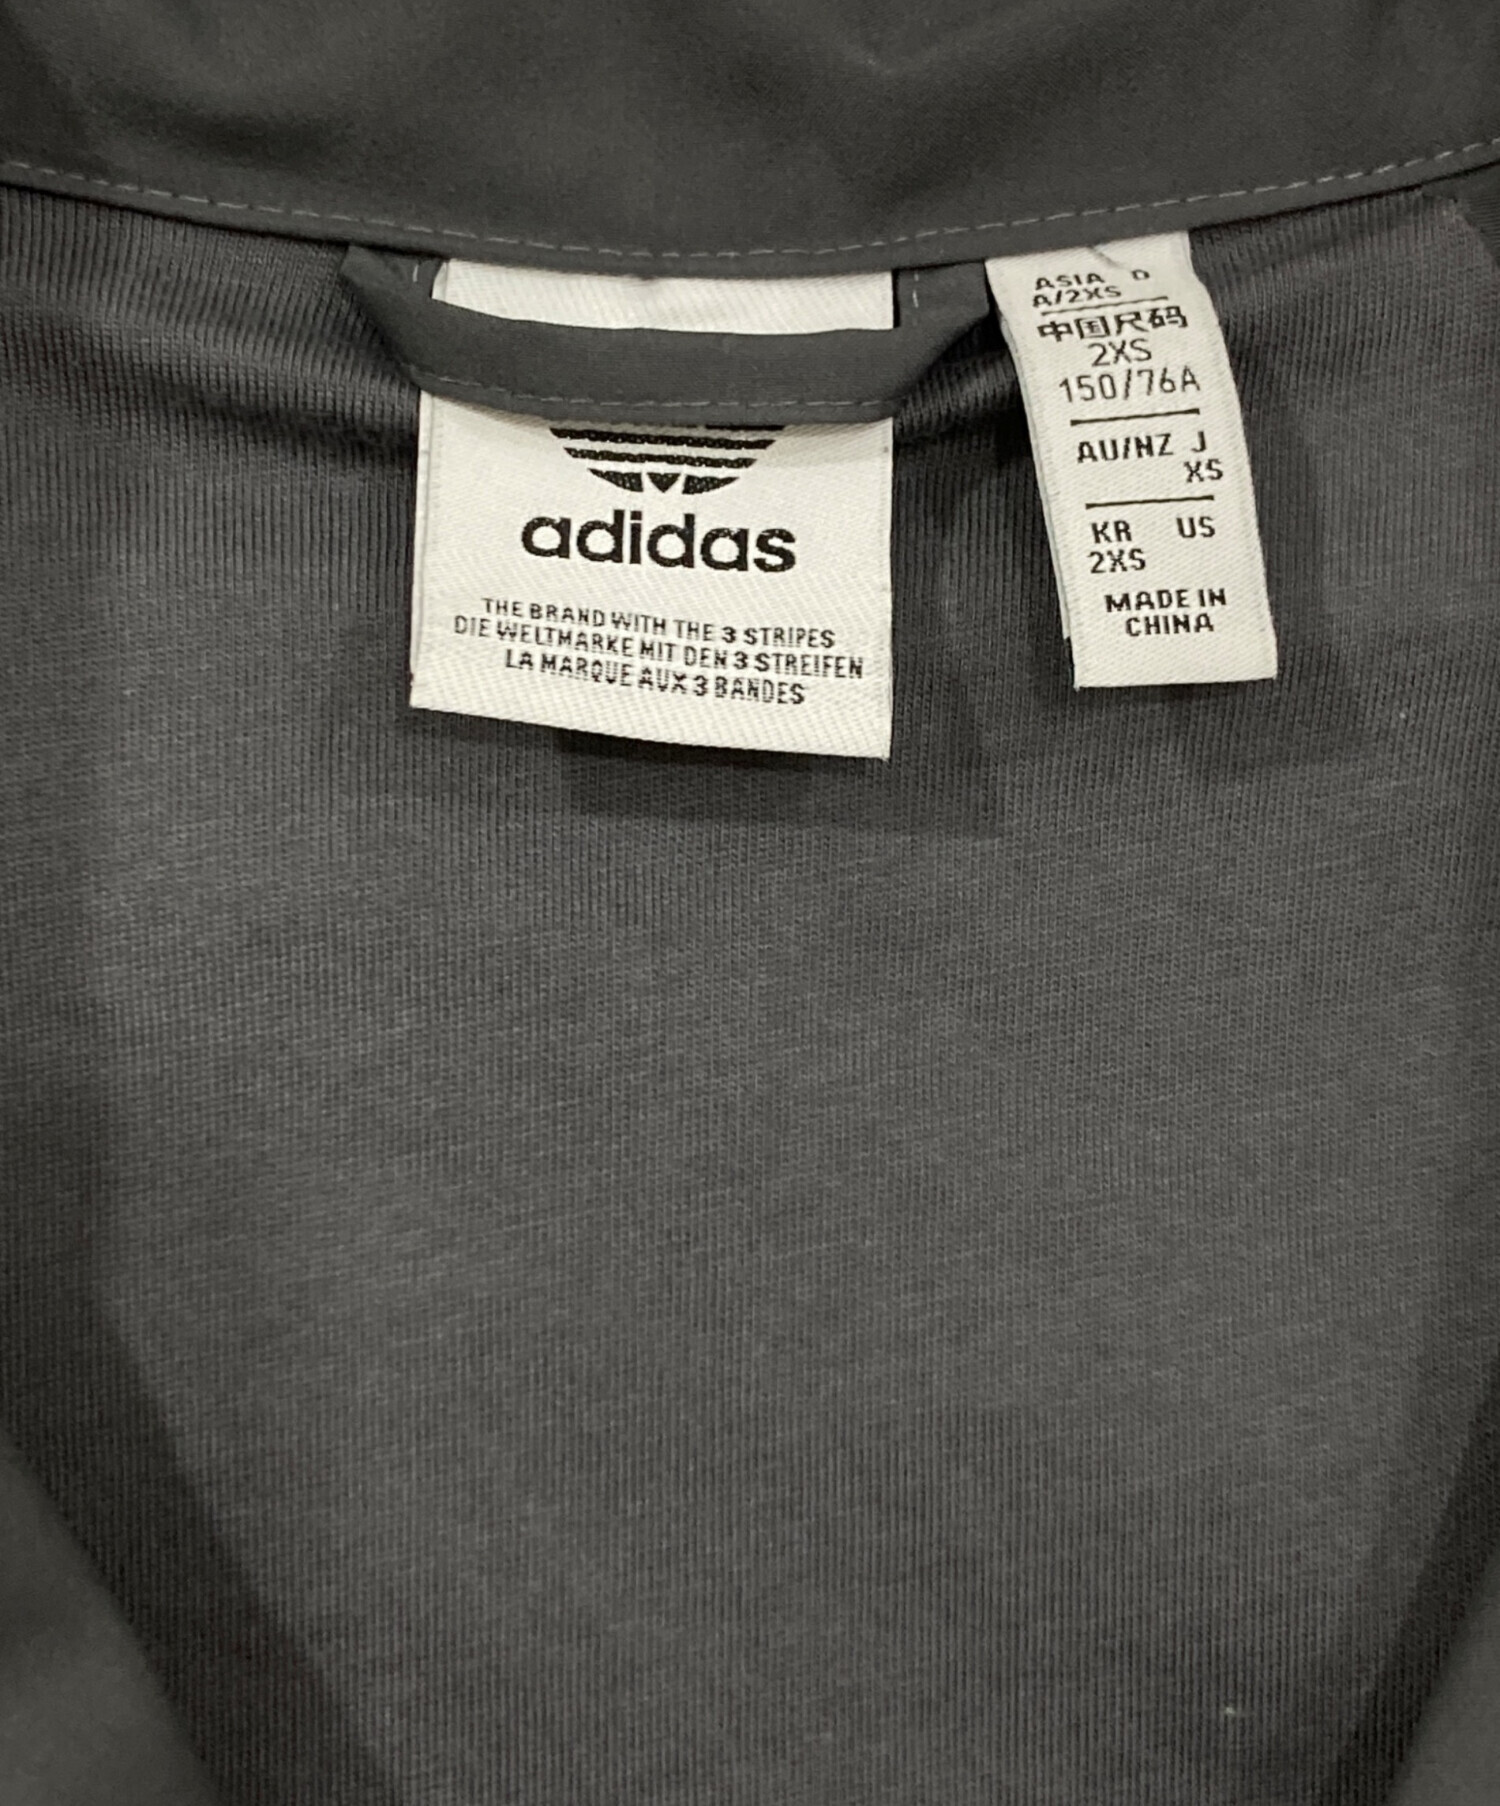 adidas
THE BRAND WITH THE 3 STRIPES
DIE WELTMARKE MIT DEN 3 STREIFEN
LA MARQUE AUX 3 BANDES
ASIA D
A/2XS
中国尺码
2XS
150/76A
AU/NZ J
XS
KR US
2XS
MADE IN
CHINA